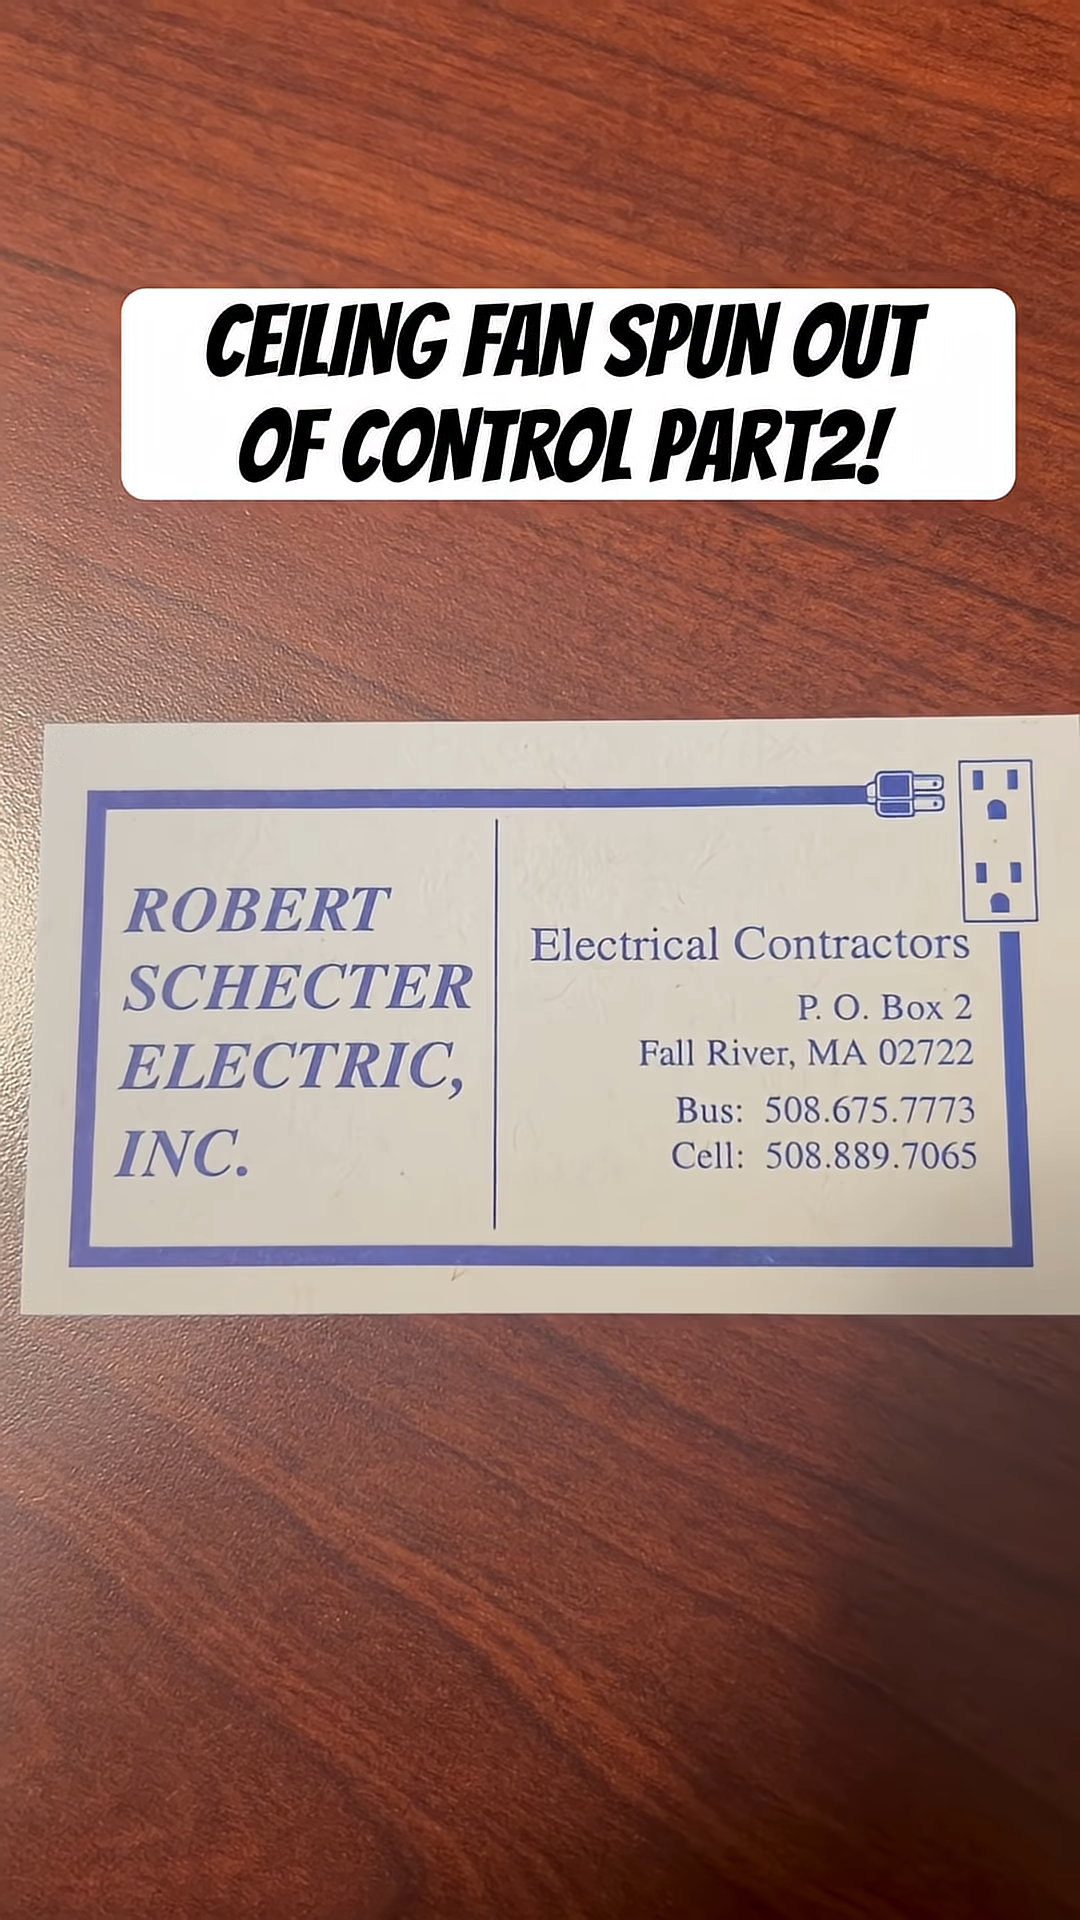 CEILING FAN SPUN OUT
OF CONTROL PART2!
ROBERT
SCHECTER
ELECTRIC,
INC.
Electrical Contractors
P. O. Box 2
Fall River, MA 02722
Bus: 508.675.7773
Cell: 508.889.7065